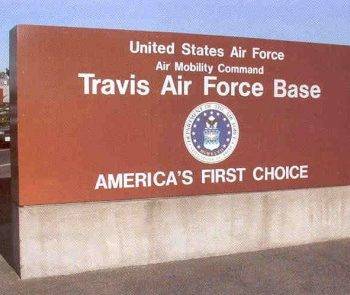 United States Air Force
Air Mobility Command
Travis Air Force Base
AMERICA'S FIRST CHOICE